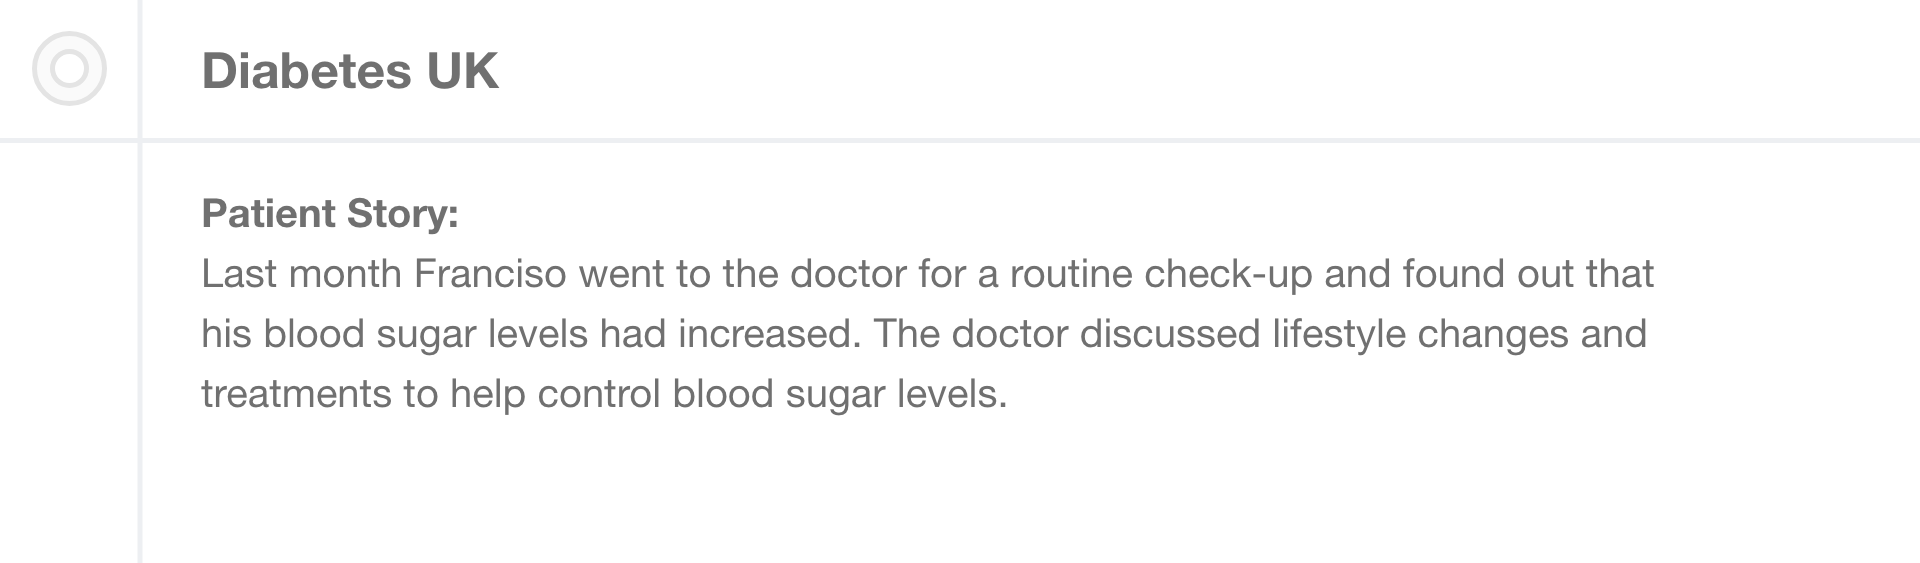 Diabetes UK
Patient Story:
Last month Franciso went to the doctor for a routine check-up and found out that
his blood sugar levels had increased. The doctor discussed lifestyle changes and
treatments to help control blood sugar levels.